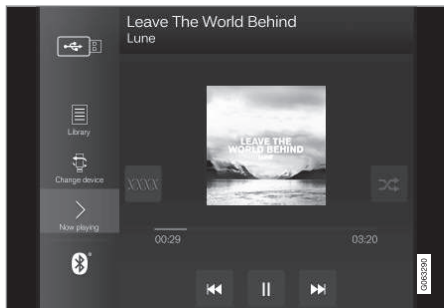 Leave The World Behind
Lune
Library
LEAVE THE
WORLD BEHIND
LUNE
Change device
XXXX
Now playing
00:29
03:20
G063290